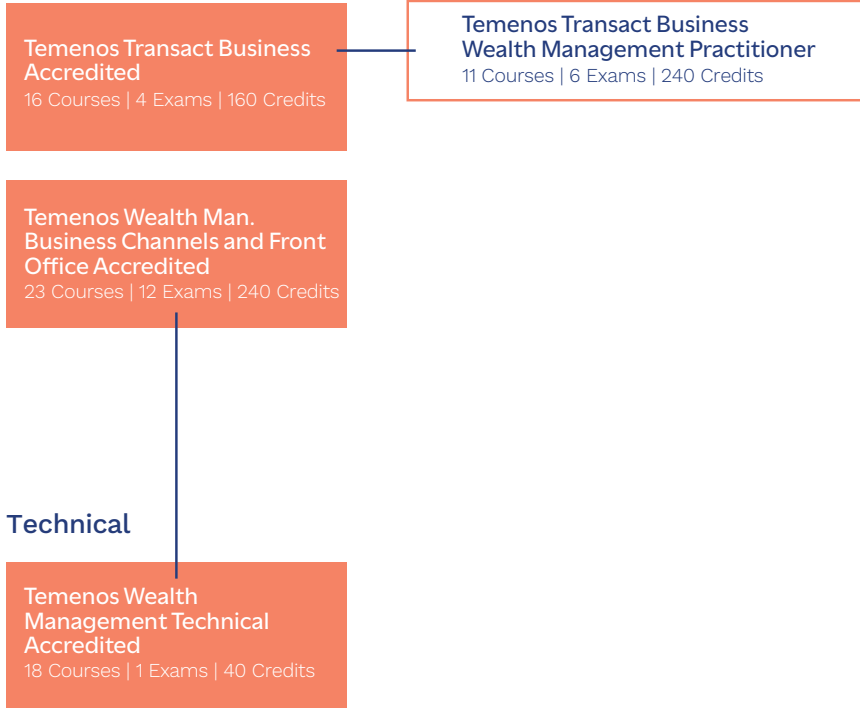 Temenos Transact Business
Accredited
16 Courses | 4 Exams | 160 Credits
Temenos Transact Business
Wealth Management Practitioner
11 Courses | 6 Exams | 240 Credits
Temenos Wealth Man.
Business Channels and Front
Office Accredited
23 Courses | 12 Exams | 240 Credits
Technical
Temenos Wealth
Management Technical
Accredited
18 Courses | 1 Exams | 40 Credits